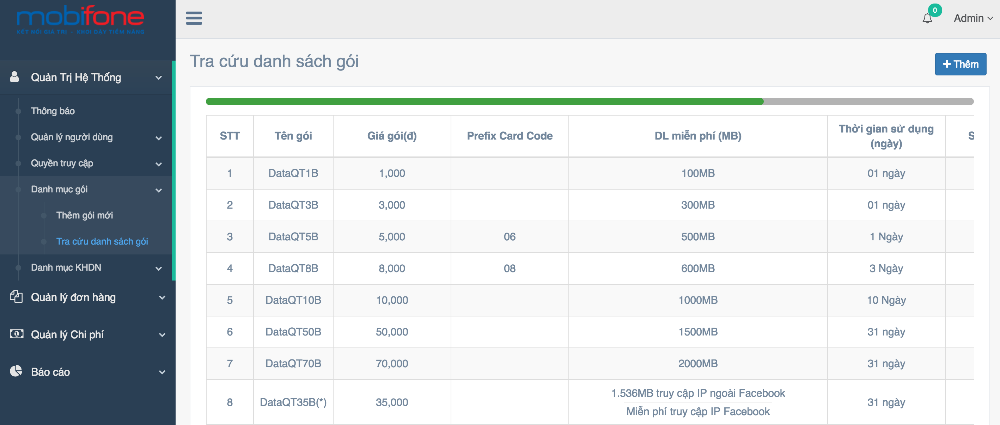 mobifone
KẾT NỐI GIÁ TRỊ - KHƠI DẬY TIỀM NĂNG
0
Admin
Quản Trị Hệ Thống
Thông báo
Quản lý người dùng
Quyền truy cập
Danh mục gói
Thêm gói mới
Tra cứu danh sách gói
Danh mục KHDN
Quản lý đơn hàng
Quản lý Chi phí
Báo cáo
Tra cứu danh sách gói
Thêm
STT Tên gói Giá gói(đ) Prefix Card Code DL miễn phí (MB) Thời gian sử dụng (ngày) S
1 DataQT1B 1,000 100MB 01 ngày
2 DataQT3B 3,000 300MB 01 ngày
3 DataQT5B 5,000 06 500MB 1 Ngày
4 DataQT8B 8,000 08 600MB 3 Ngày
5 DataQT10B 10,000 1000MB 10 Ngày
6 DataQT50B 50,000 1500MB 31 ngày
7 DataQT70B 70,000 2000MB 31 ngày
8 DataQT35B(*) 35,000 1.536MB truy cập IP ngoài Facebook 31 ngày
Miễn phí truy cập IP Facebook